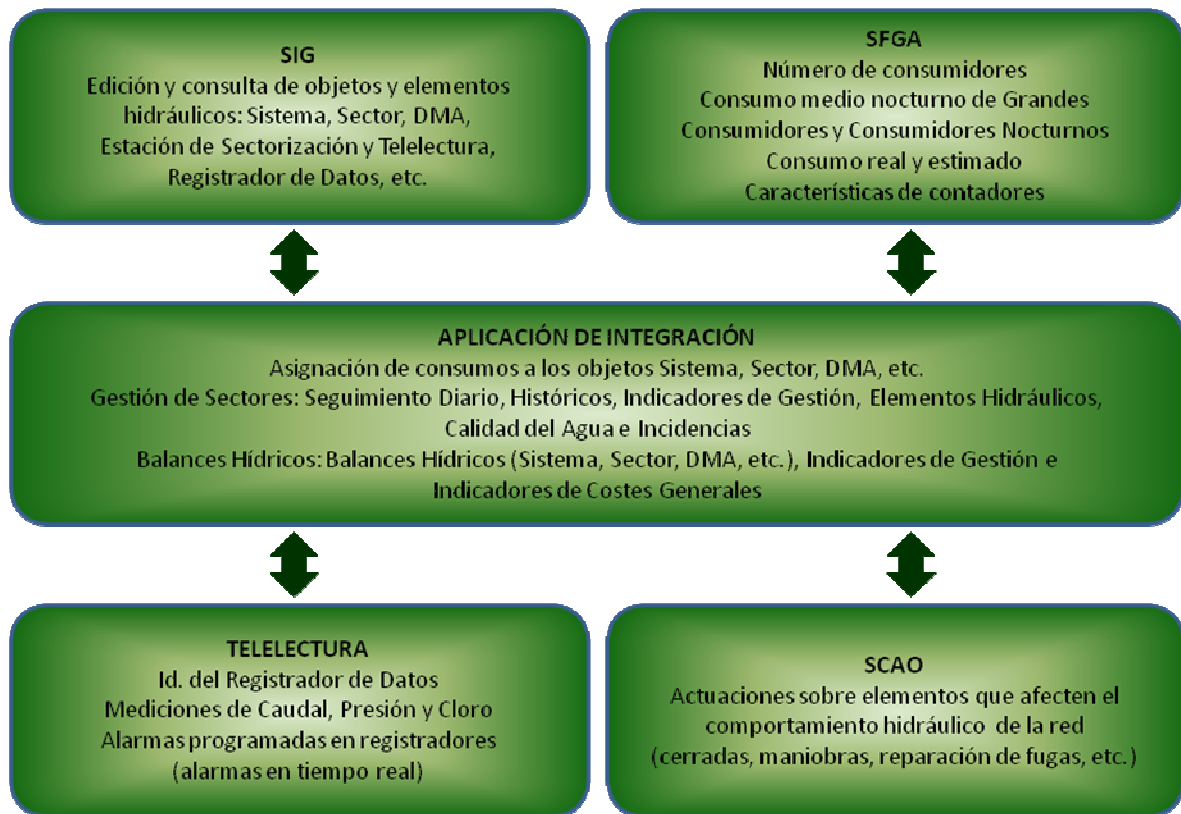 SIG
Edición y consulta de objetos y elementos
hidráulicos: Sistema, Sector, DMA,
Estación de Sectorización y Telelectura,
Registrador de Datos, etc.
SFGA
Número de consumidores
Consumo medio nocturno de Grandes
Consumidores y Consumidores Nocturnos
Consumo real y estimado
Características de contadores
APLICACIÓN DE INTEGRACIÓN
Asignación de consumos a los objetos Sistema, Sector, DMA, etc.
Gestión de Sectores: Seguimiento Diario, Históricos, Indicadores de Gestión, Elementos Hidráulicos,
Calidad del Agua e Incidencias
Balances Hídricos: Balances Hídricos (Sistema, Sector, DMA, etc.), Indicadores de Gestión e
Indicadores de Costes Generales
TELELECTURA
Id. del Registrador de Datos
Mediciones de Caudal, Presión y Cloro
Alarmas programadas en registradores
(alarmas en tiempo real)
SCAO
Actuaciones sobre elementos que afecten el
comportamiento hidráulico de la red
(cerradas, maniobras, reparación de fugas, etc.)